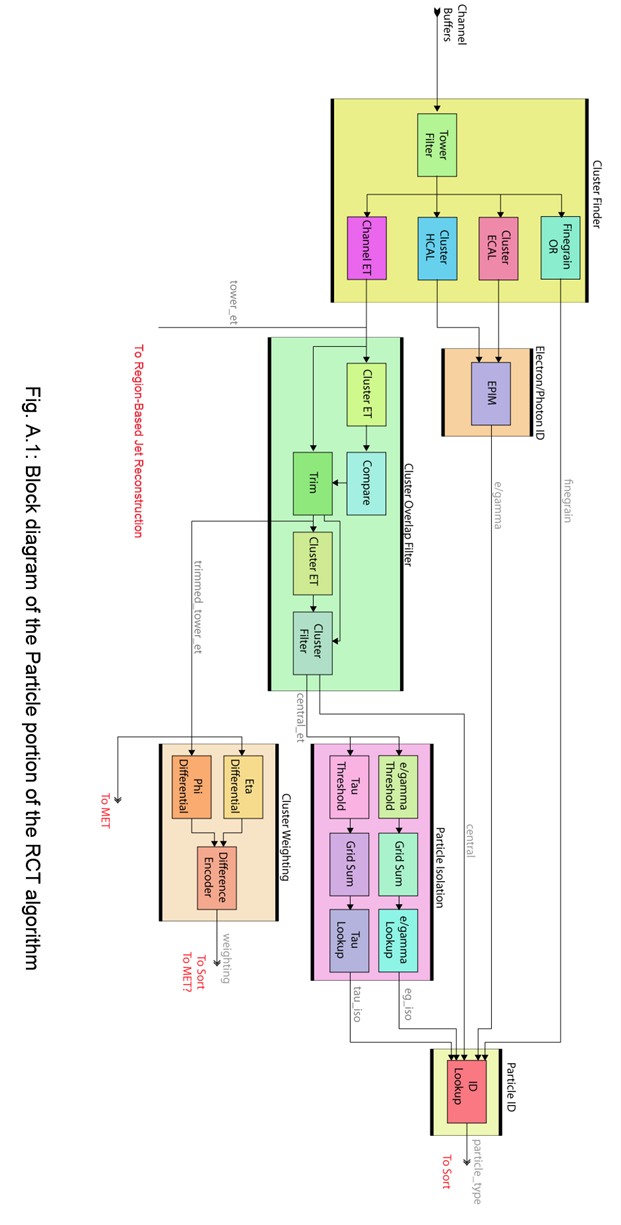 Channel
Buffers
Cluster Finder
Tower
Filter
Finegrain
OR
Cluster
ECAL
Cluster
HCAL
Channel ET
tower_et
To Region-Based Jet Reconstruction
Electron/Photon ID
EPIM
finegrain
e/gamma
Cluster Overlap Filter
Cluster ET
Compare
Trim
Cluster ET
Cluster
Filter
trimmed_tower_et
central_et
central
Particle Isolation
e/gamma
Threshold
Grid Sum
e/gamma
Lookup
Tau
Threshold
Grid Sum
Tau
Lookup
eg_iso
tau_iso
Cluster Weighting
Eta
Differential
Phi
Differential
Difference
Encoder
To MET
weighting
To Sort
To MET?
Particle ID
ID
Lookup
particle_type
To Sort
Fig. A.1: Block diagram of the Particle portion of the RCT algorithm